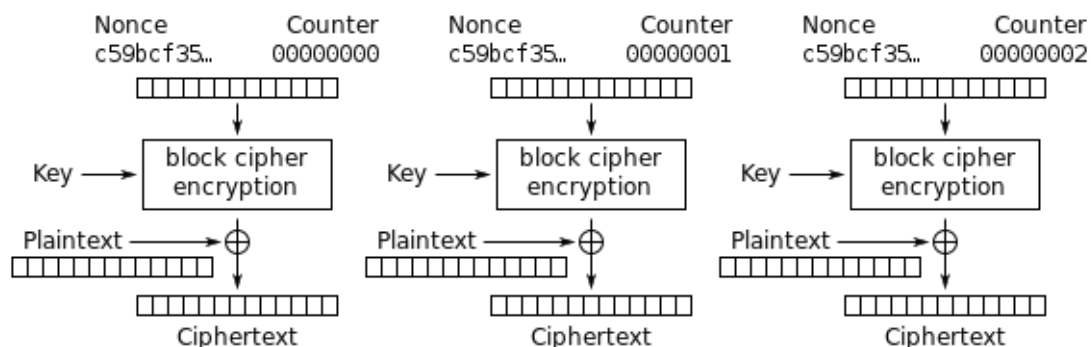 Nonce Counter Nonce Counter Nonce Counter
c59bcf35… 00000000 c59bcf35… 00000001 c59bcf35… 00000002
block cipher block cipher block cipher
Key Key Key
encryption encryption encryption
Plaintext Plaintext Plaintext
Ciphertext Ciphertext Ciphertext